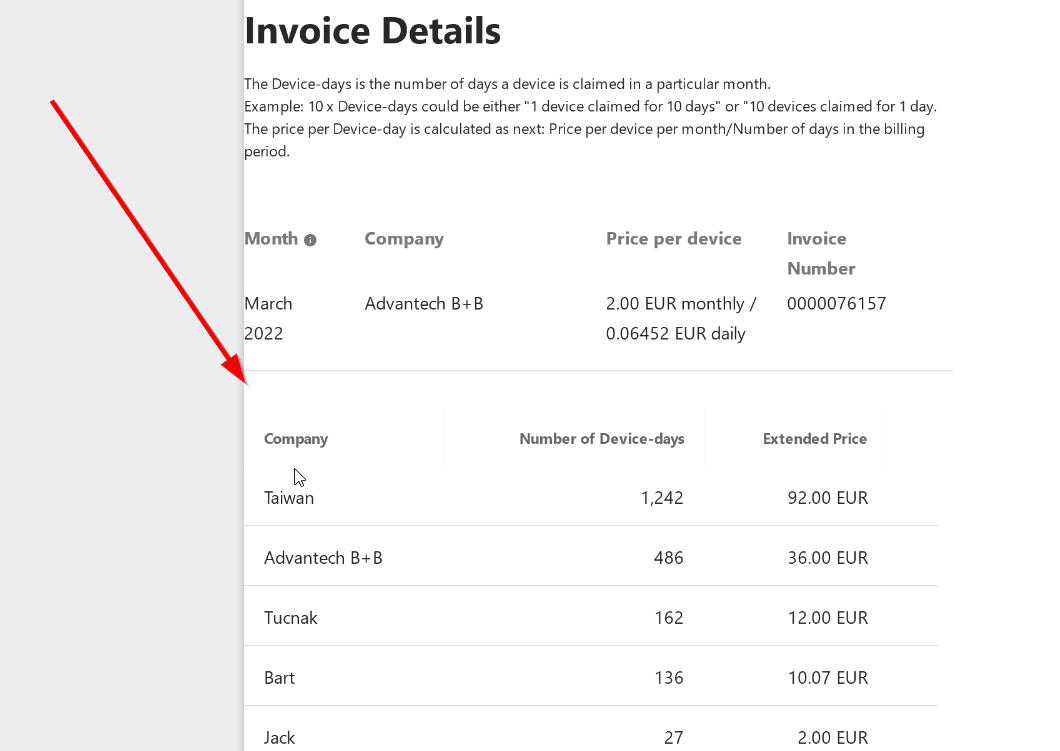 Invoice Details
The Device-days is the number of days a device is claimed in a particular month.
Example: 10 x Device-days could be either "1 device claimed for 10 days" or "10 devices claimed for 1 day.
The price per Device-day is calculated as next: Price per device per month/Number of days in the billing
period.
Month Company Price per device Invoice
Number
March Advantech B+B 2.00 EUR monthly / 0000076157
2022 0.06452 EUR daily
Company Number of Device-days Extended Price
Taiwan 1,242 92.00 EUR
Advantech B+B 486 36.00 EUR
Tucnak 162 12.00 EUR
Bart 136 10.07 EUR
Jack 27 2.00 EUR